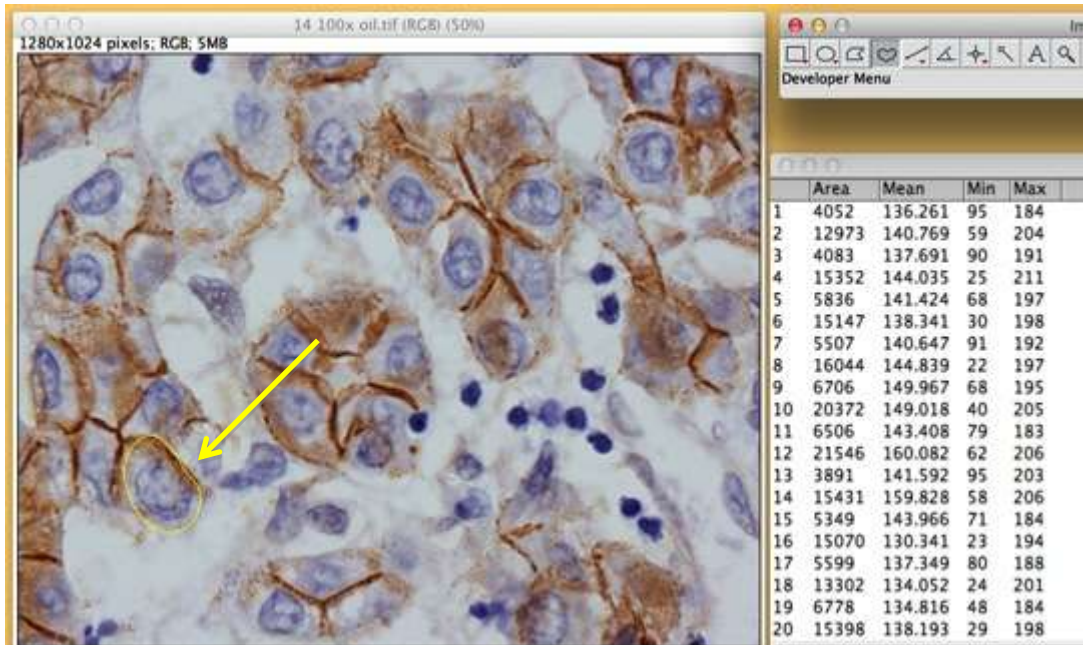 14 100x oil.tif (RGB) (50%)
1280x1024 pixels; RGB; 5MB
A
Developer Menu
Area Mean Min Max
1 4052 136.261 95 184
2 12973 140.769 59 204
3 4083 137.691 90 191
4 15352 144.035 25 211
5 5836 141.424 68 197
6 15147 138.341 30 198
7 5507 140.647 91 192
8 16044 144.839 22 197
9 6706 149.967 68 195
10 20372 149.018 40 205
11 6506 143.408 79 183
12 21546 160.082 62 206
13 3891 141.592 95 203
14 15431 159.828 58 206
15 5349 143.966 71 184
16 15070 130.341 23 194
17 5599 137.349 80 188
18 13302 134.052 24 201
19 6778 134.816 48 184
20 15398 138.193 29 198